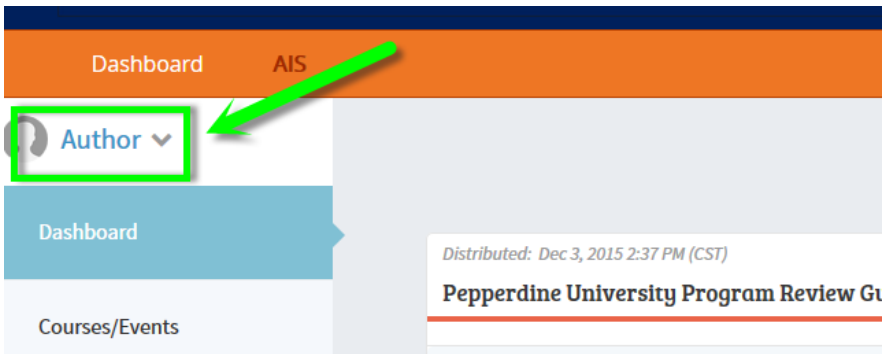 Dashboard AIS
Author
Dashboard
Courses/Events
Distributed: Dec 3, 2015 2:37 PM (CST)
Pepperdine University Program Review Gu